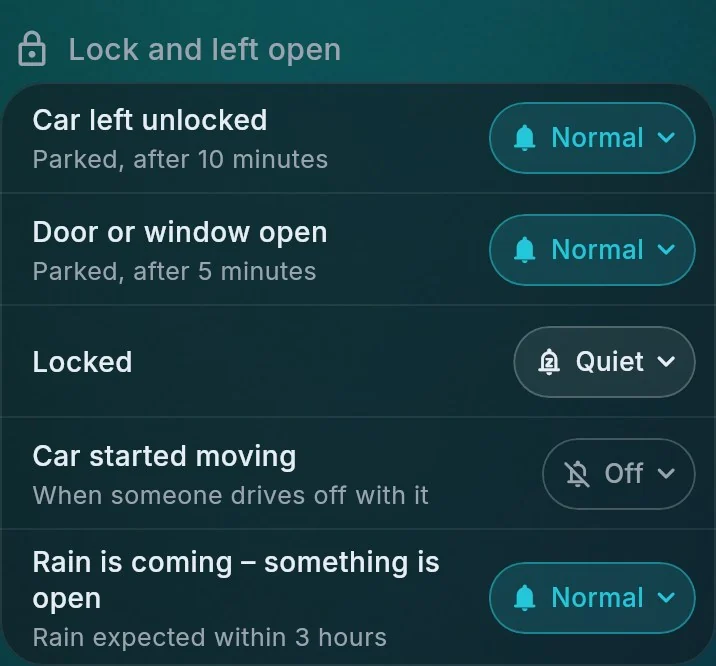 Lock and left open
Car left unlocked
Parked, after 10 minutes
Normal
Door or window open
Parked, after 5 minutes
Normal
Locked
Quiet
Car started moving
When someone drives off with it
Off
Rain is coming – something is
open
Rain expected within 3 hours
Normal